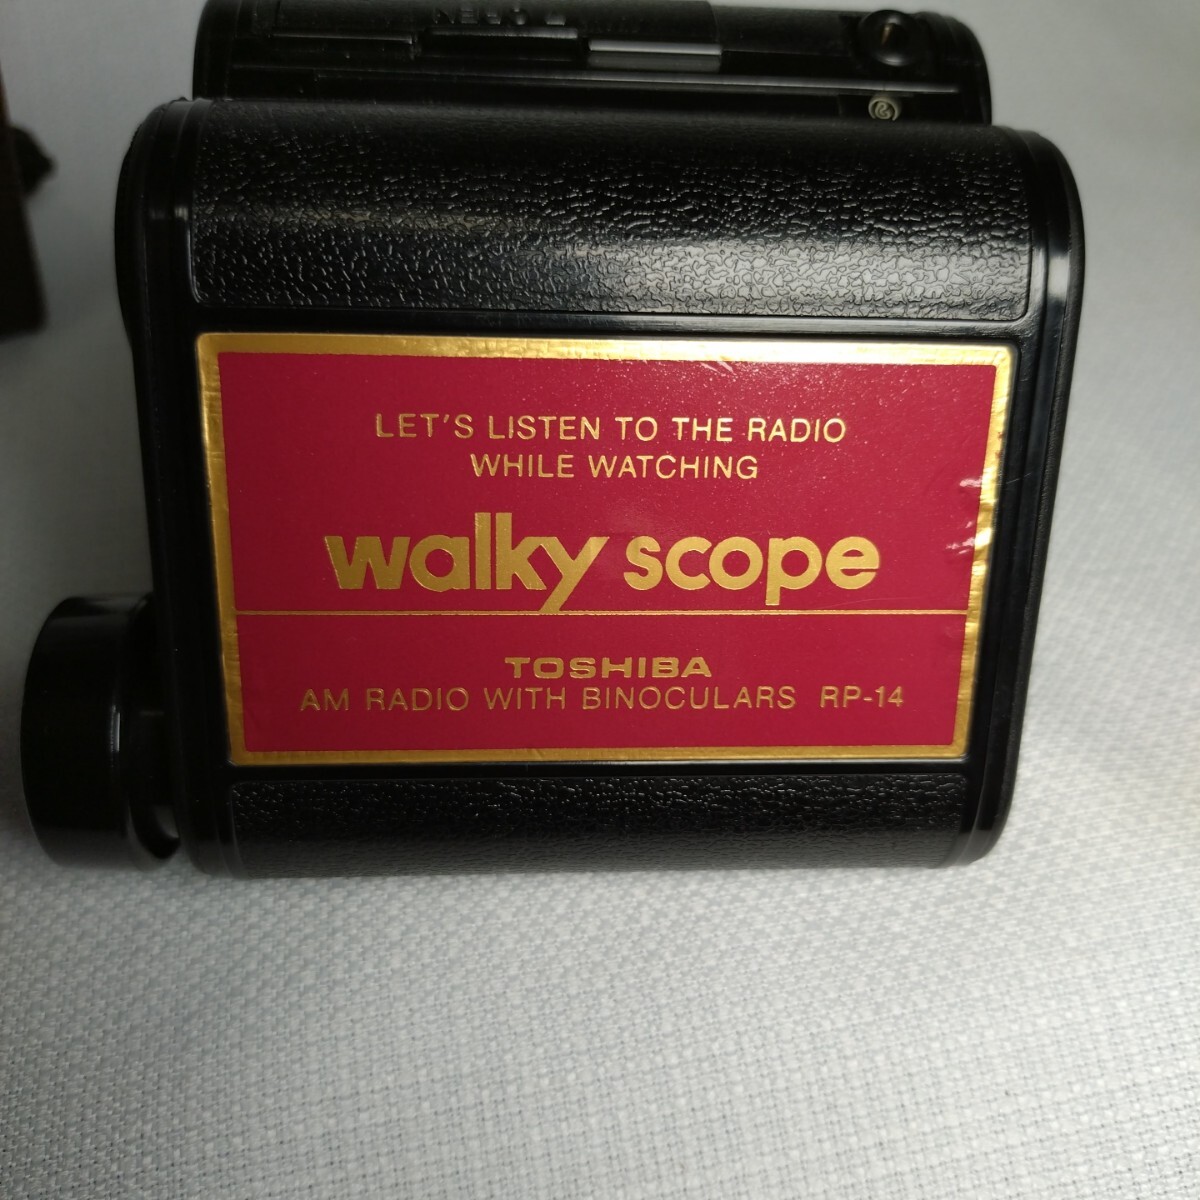 LET'S LISTEN TO THE RADIO
WHILE WATCHING
walky scope
TOSHIBA
AM RADIO WITH BINOCULARS RP-14